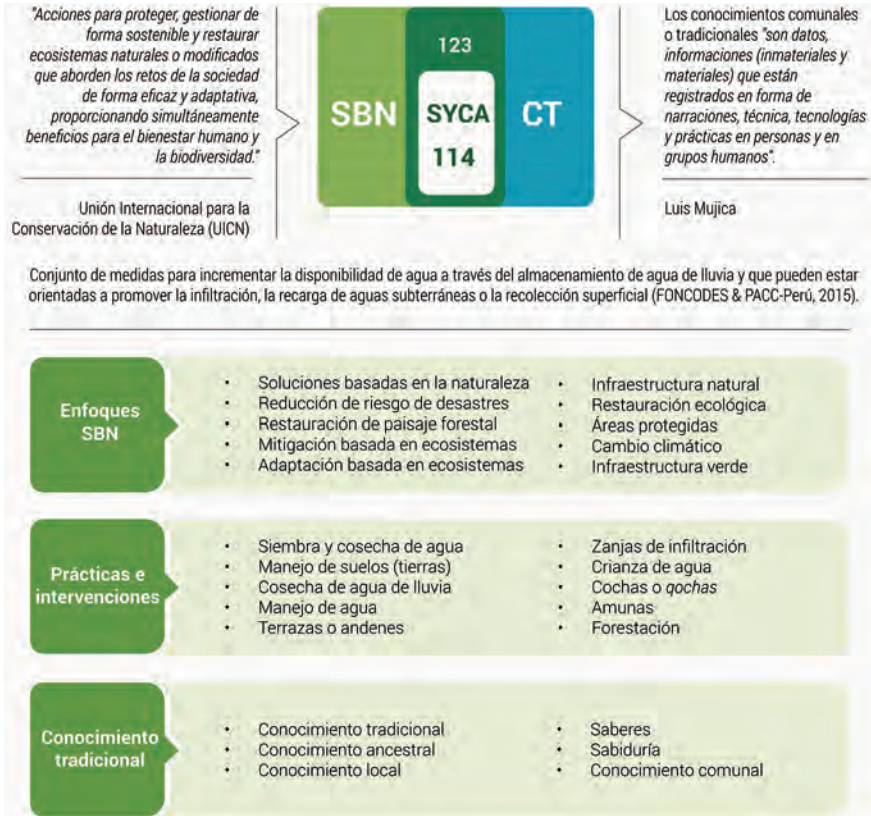 "Acciones para proteger, gestionar de
forma sostenible y restaurar
ecosistemas naturales o modificados
que aborden los retos de la sociedad
de forma eficaz y adaptativa,
proporcionando simultáneamente
beneficios para el bienestar humano y
la biodiversidad."
Unión Internacional para la
Conservación de la Naturaleza (UICN)
123
SBN
SYCA
CT
114
Los conocimientos comunales
o tradicionales "son datos,
informaciones (inmateriales y
materiales) que están
registrados en forma de
narraciones, técnica, tecnologías
y prácticas en personas y en
grupos humanos".
Luis Mujica
Conjunto de medidas para incrementar la disponibilidad de agua a través del almacenamiento de agua de lluvia y que pueden estar
orientadas a promover la infiltración, la recarga de aguas subterráneas o la recolección superficial (FONCODES & PACC-Perú, 2015).
Enfoques
SBN
• Soluciones basadas en la naturaleza
• Reducción de riesgo de desastres
• Restauración de paisaje forestal
• Mitigación basada en ecosistemas
• Adaptación basada en ecosistemas
• Infraestructura natural
• Restauración ecológica
• Áreas protegidas
• Cambio climático
• Infraestructura verde
Prácticas e
intervenciones
• Siembra y cosecha de agua
• Manejo de suelos (tierras)
• Cosecha de agua de lluvia
• Manejo de agua
• Terrazas o andenes
• Zanjas de infiltración
• Crianza de agua
• Cochas o qochas
• Amunas
• Forestación
Conocimiento
tradicional
• Conocimiento tradicional
• Conocimiento ancestral
• Conocimiento local
• Saberes
• Sabiduría
• Conocimiento comunal